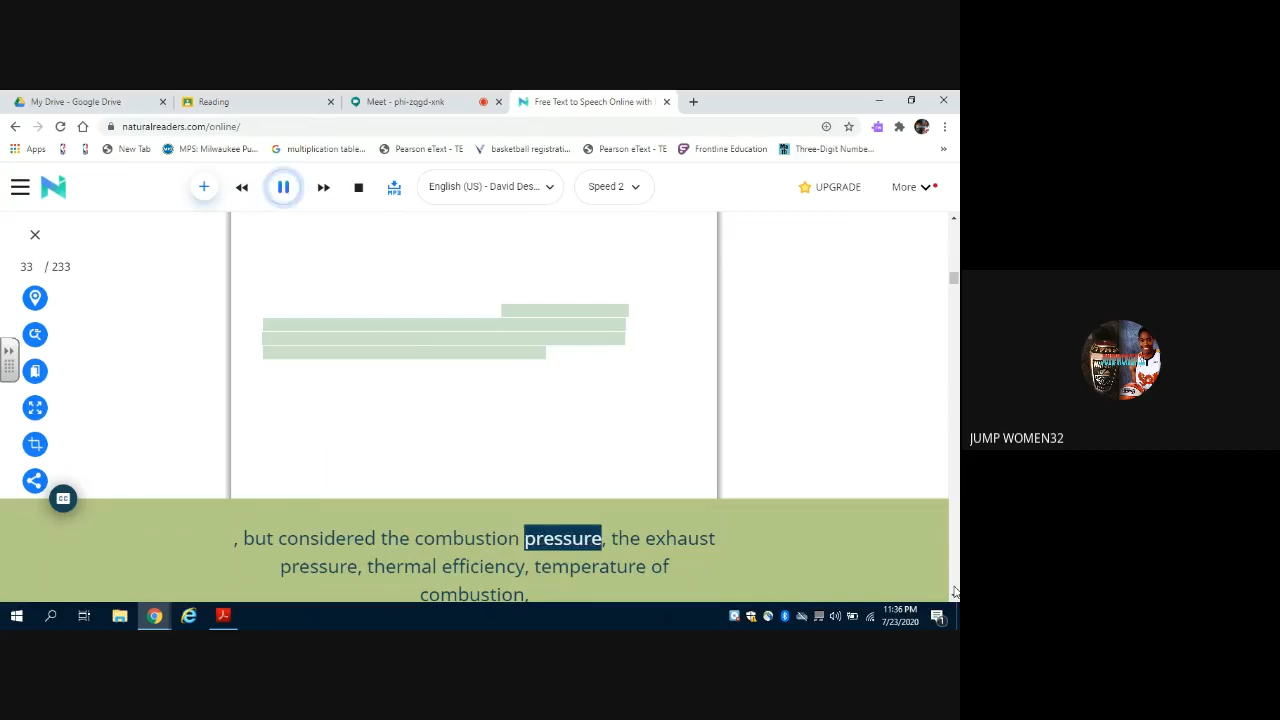 My Drive - Google Drive
Reading
Meet - phi-zqgd-xnk
Free Text to Speech Online with
naturalreaders.com/online/
Apps
New Tab
MPS: Milwaukee Pu...
multiplication table...
Pearson eText - TE
basketball registrati...
Pearson eText - TE
Frontline Education
Three-Digit Numbe...
»
MP3
English (US) - David Des...
Speed 2
UPGRADE
More
33 / 233
CC
, but considered the combustion pressure, the exhaust
pressure, thermal efficiency, temperature of
combustion,
JUMP WOMEN32
11:36 PM
7/23/2020